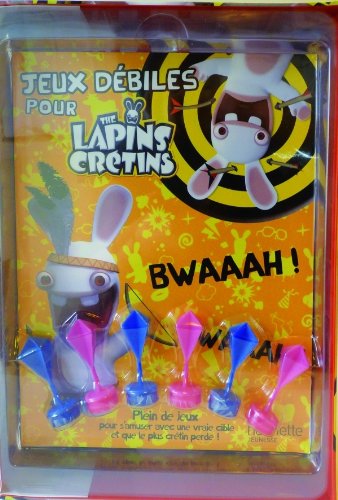 JEUX DÉBILES
POUR
THE
LAPINS
CRETINS
BWAAAH !
Plein de jeux
pour s'amuser avec une vraie cible
et que le plus crétin perde !
JEUNESSE